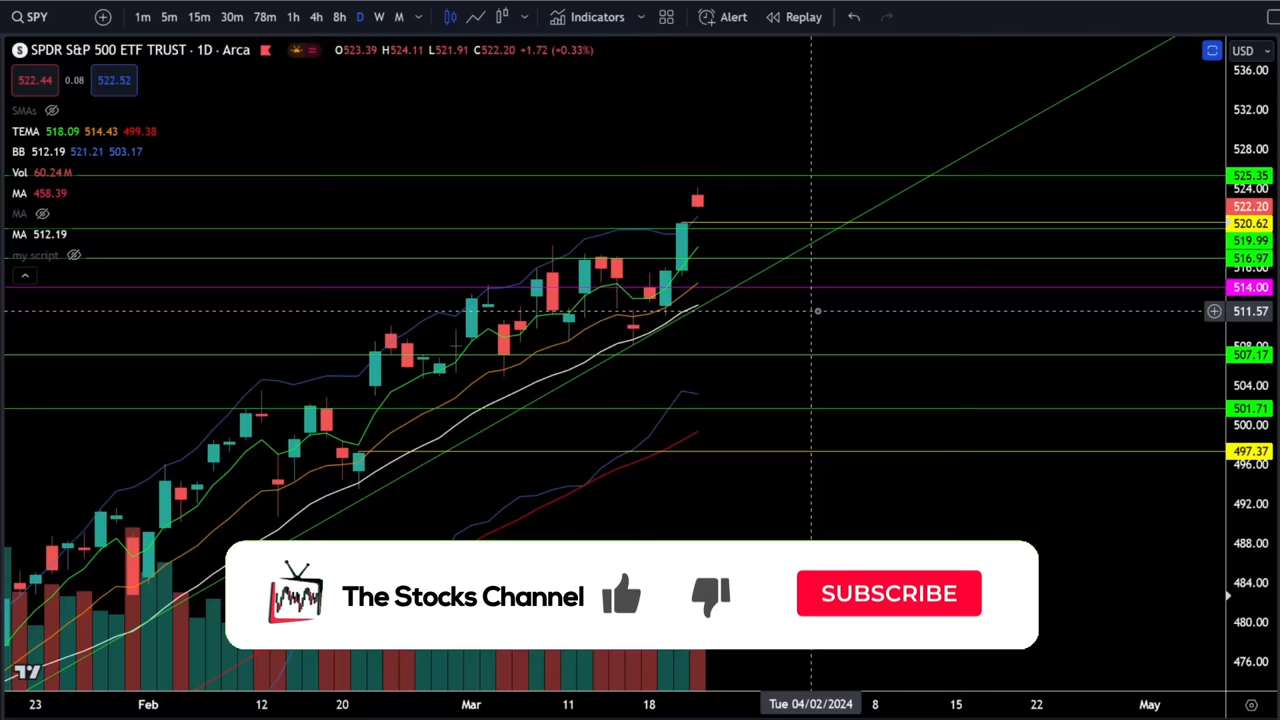 SPY 1m 5m 15m 30m 78m 1h 4h 8h D W M Indicators Alert Replay
SPDR S&P 500 ETF TRUST · 1D · Arca O523.39 H524.11 L521.91 C522.20 +1.72 (+0.33%) USD
522.44 0.08 522.52
SMAs
TEMA 518.09 514.43 499.38
BB 512.19 521.21 503.17
Vol 60.24M
MA 458.39
MA
MA 512.19
my script
536.00
532.00
528.00
525.35
524.00
522.20
520.62
519.99
516.97
516.00
514.00
511.57
508.00
507.17
504.00
501.71
500.00
497.37
496.00
492.00
488.00
484.00
480.00
476.00
The Stocks Channel SUBSCRIBE
23 Feb 12 20 Mar 11 18 Tue 04/02/2024 8 15 22 May